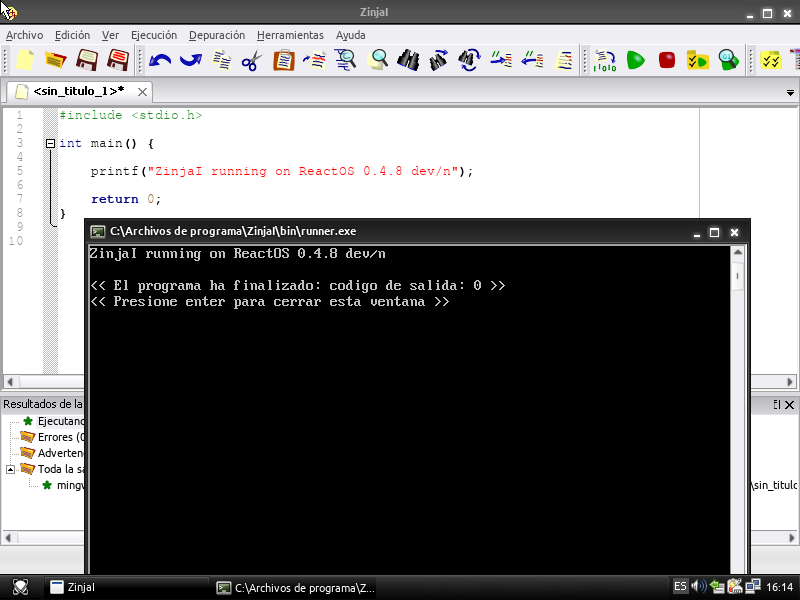 ZinjaI
Archivo Edición Ver Ejecución Depuración Herramientas Ayuda
<sin_titulo_1>*
1 #include <stdio.h>
2
3 int main() {
4
5 printf("ZinjaI running on ReactOS 0.4.8 dev/n");
6
7 return 0;
8 }
9
10
C:\Archivos de programa\ZinjaI\bin\runner.exe
ZinjaI running on ReactOS 0.4.8 dev/n
<< El programa ha finalizado: codigo de salida: 0 >>
<< Presione enter para cerrar esta ventana >>
Resultados de la
Ejecutand
Errores (0
Adverten
Toda la sa
mingw
\sin_titulo
ZinjaI
C:\Archivos de programa\Z...
ES
16:14